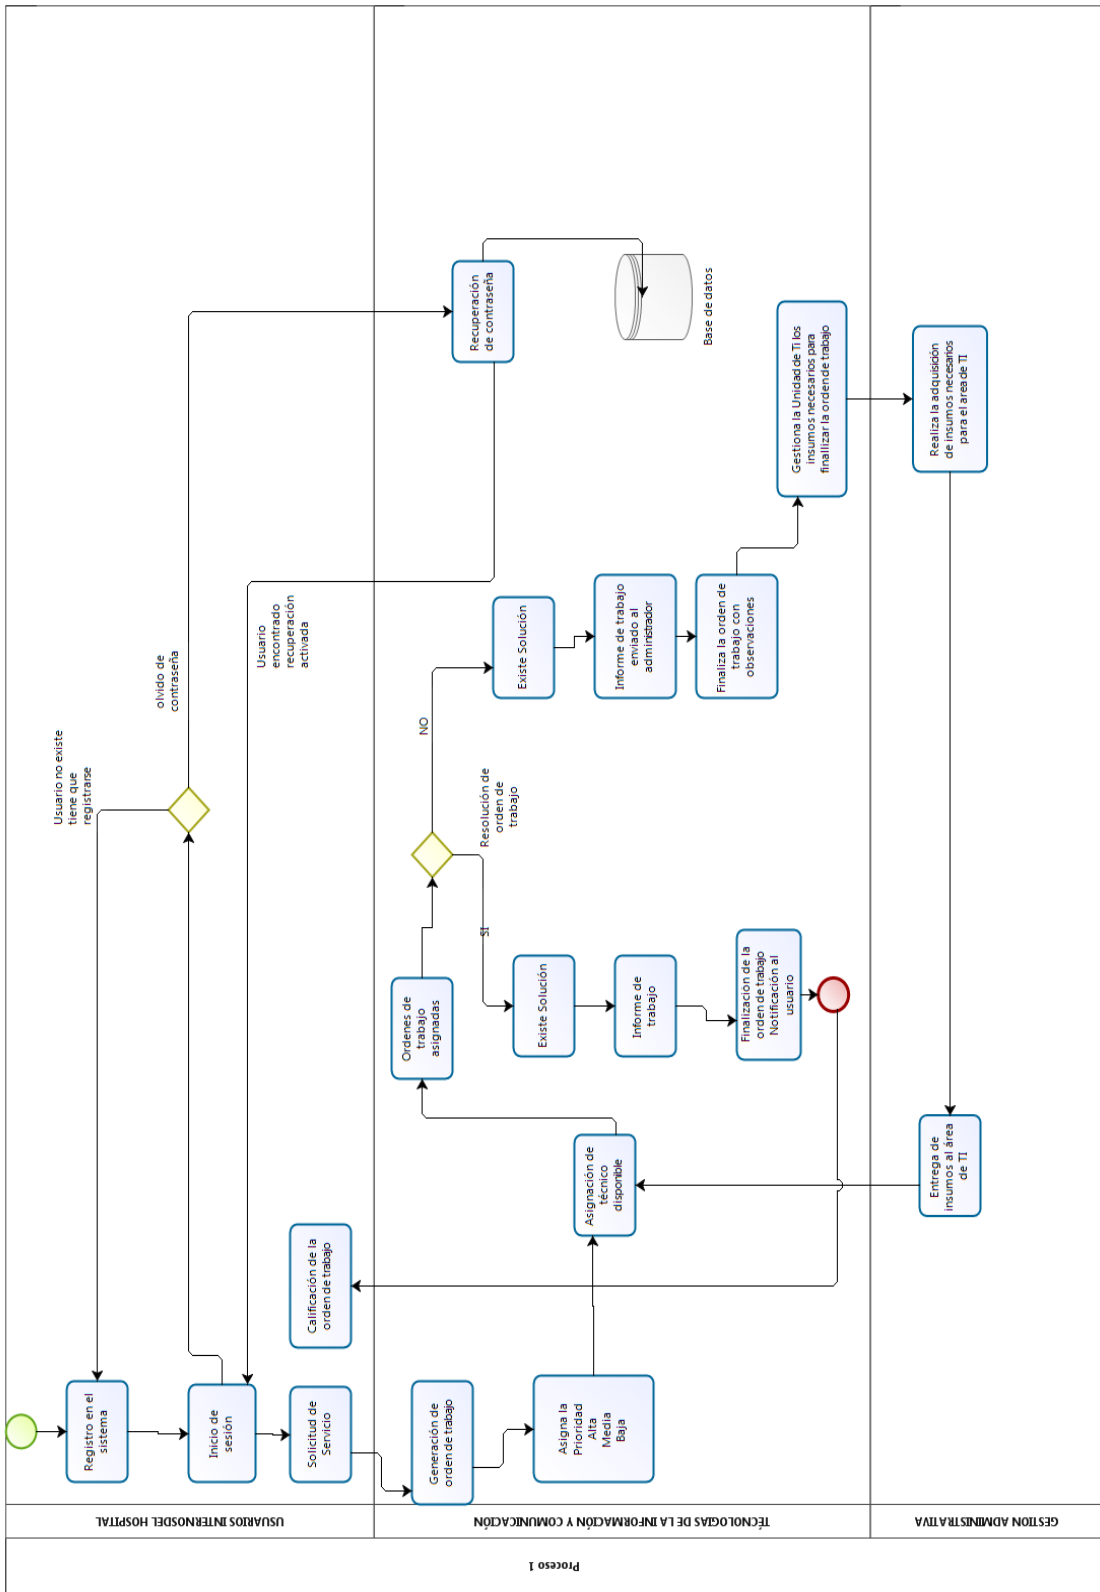 Proceso 1
USUARIOS INTERNOSDEL HOSPITAL
TÉCNOLOGIAS DE LA INFORMACIÓN Y COMUNICACIÓN
GESTION ADMINISTRATIVA
Registro en el
sistema
Inicio de
sesión
Solicitud de
Servicio
Calificación de la
orden de trabajo
Usuario no existe
tiene que
registrarse
olvido de
contraseña
Usuario
encontrado
recuperación
activada
Generación de
orden de trabajo
Asigna la
Prioridad
Alta
Media
Baja
Asignación de
técnico
disponible
Ordenes de
trabajo
asignadas
Resolución de
orden de
trabajo
SI
NO
Existe Solución
Informe de
trabajo
Finalización de la
orden de trabajo
Notificación al
usuario
Existe Solución
Informe de trabajo
enviado al
administrador
Finaliza la orden de
trabajo con
observaciones
Recuperación
de contraseña
Base de datos
Gestiona la Unidad de Ti los
insumos necesarios para
finallizar la orden de trabajo
Realiza la adquisición
de insumos necesarios
para el area de TI
Entrega de
insumos al área
de TI